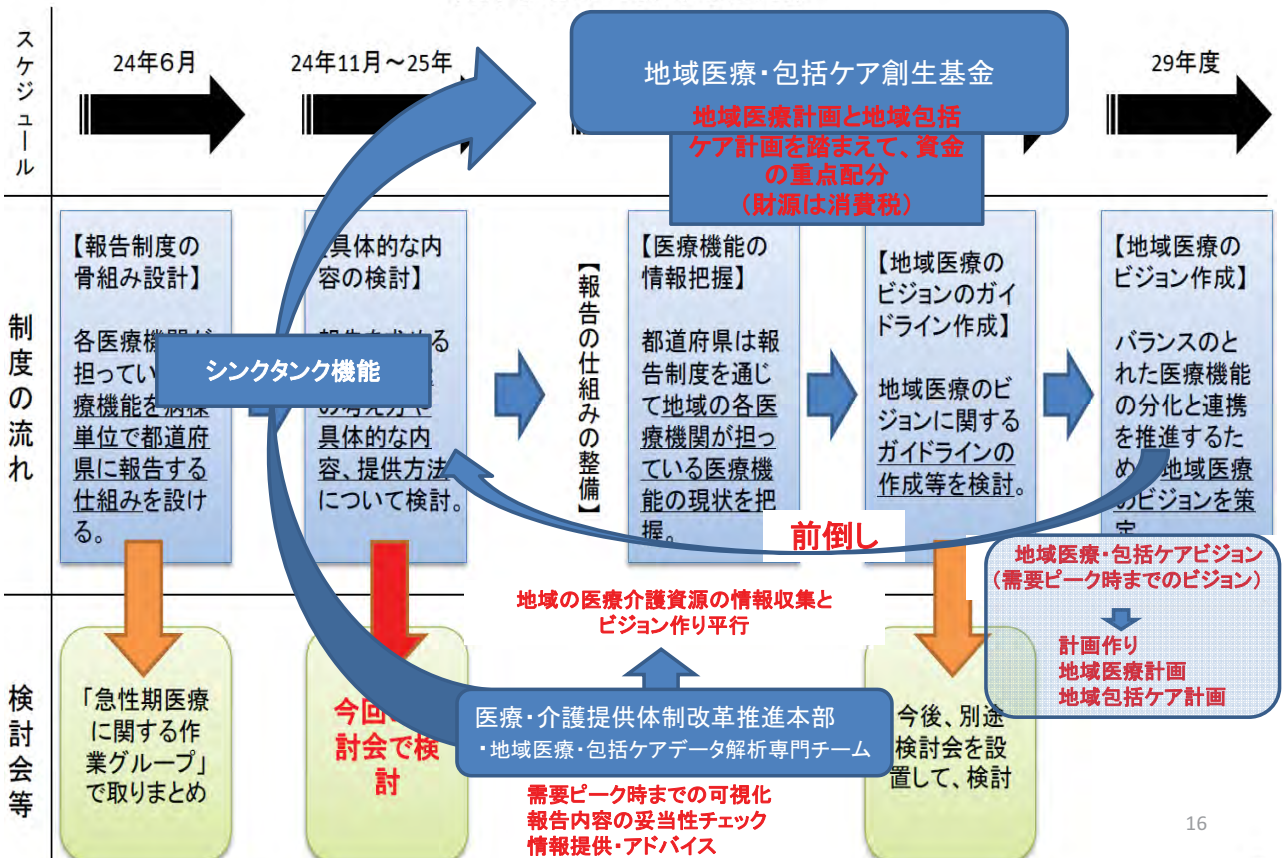 スケジュール
24年6月
24年11月～25年
29年度
地域医療・包括ケア創生基金
地域医療計画と地域包括
ケア計画を踏まえて、資金
の重点配分
（財源は消費税）
制度の流れ
【報告制度の
骨組み設計】
各医療機関が
担ってい
療機能を病棟
単位で都道府
県に報告する
仕組みを設け
る。
具体的な内
容の検討】
る
の考え方や
具体的な内
容、提供方法
について検討。
シンクタンク機能
【報告の仕組みの整備】
【医療機能の
情報把握】
都道府県は報
告制度を通じ
て地域の各医
療機関が担っ
ている医療機
能の現状を把
握。
【地域医療の
ビジョンのガイ
ドライン作成】
地域医療のビ
ジョンに関する
ガイドラインの
作成等を検討。
【地域医療の
ビジョン作成】
バランスのと
れた医療機能
の分化と連携
を推進するた
め、地域医療
のビジョンを策
前倒し
地域の医療介護資源の情報収集と
ビジョン作り平行
地域医療・包括ケアビジョン
（需要ピーク時までのビジョン）
計画作り
地域医療計画
地域包括ケア計画
検討会等
「急性期医療
に関する作
業グループ」
で取りまとめ
今回
討会で検
討
医療・介護提供体制改革推進本部
・地域医療・包括ケアデータ解析専門チーム
今後、別途
検討会を設
置して、検討
需要ピーク時までの可視化
報告内容の妥当性チェック
情報提供・アドバイス
16